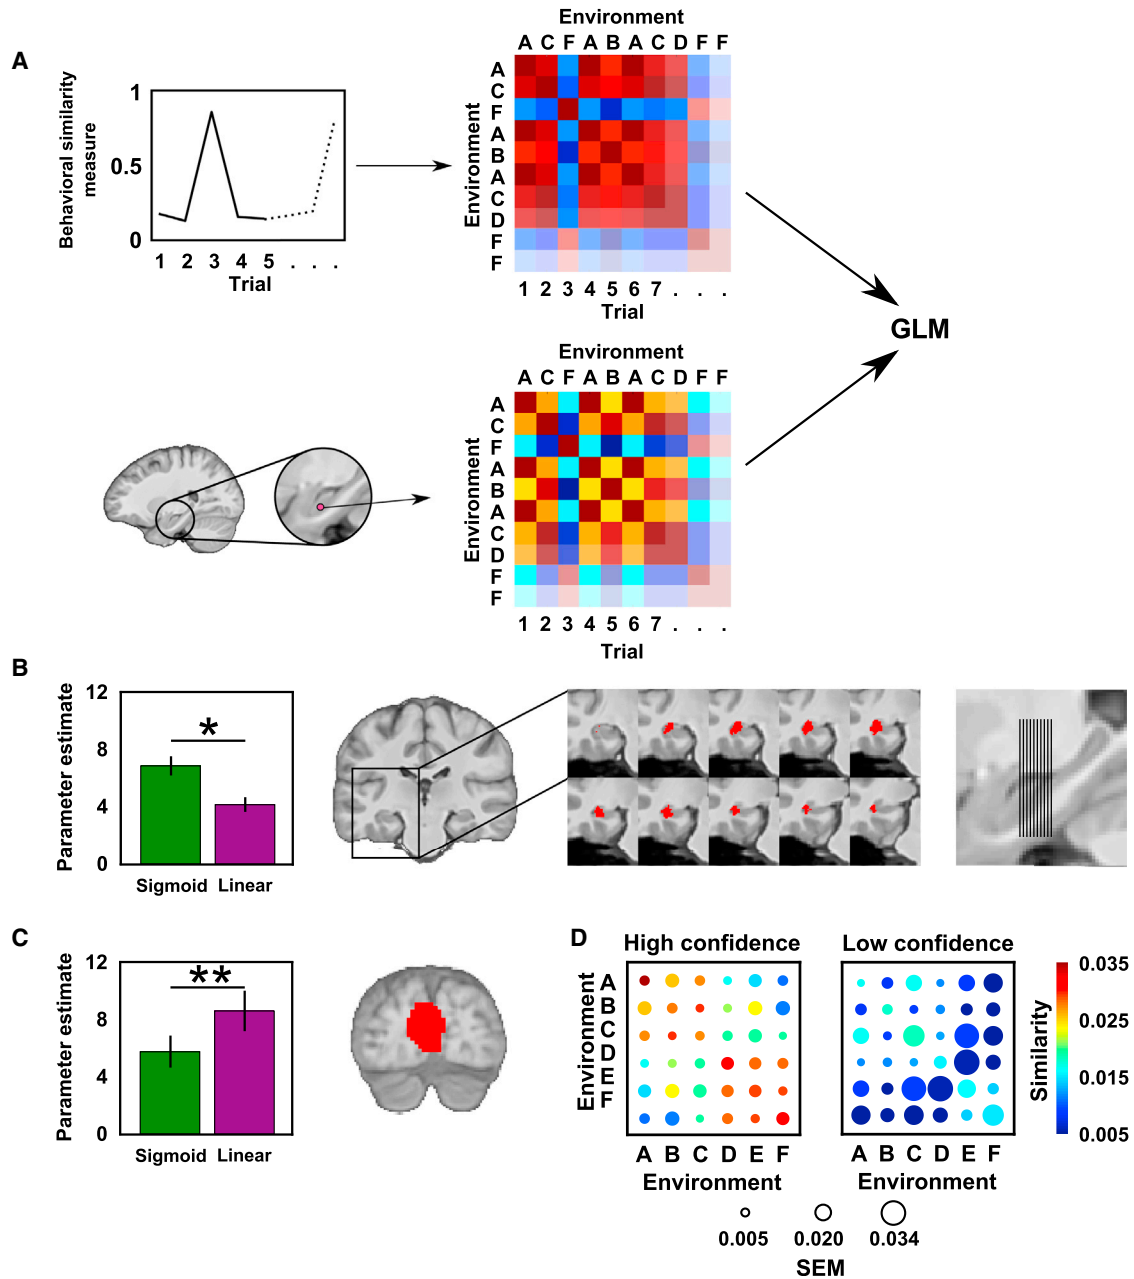 A
Behavioral similarity
measure
1
0.5
0
1 2 3 4 5 . . .
Trial
Environment
A C F A B A C D F F
Environment
A
C
F
A
B
A
C
D
F
F
1 2 3 4 5 6 7 . . .
Trial
GLM
Environment
A C F A B A C D F F
Environment
A
C
F
A
B
A
C
D
F
F
1 2 3 4 5 6 7 . . .
Trial
B
Parameter estimate
12
8
4
0
*
Sigmoid Linear
C
Parameter estimate
12
8
4
0
**
Sigmoid Linear
D
High confidence
Low confidence
Environment
A
B
C
D
E
F
A B C D E F
Environment
A B C D E F
Environment
Similarity
0.035
0.025
0.015
0.005
0.005 0.020 0.034
SEM